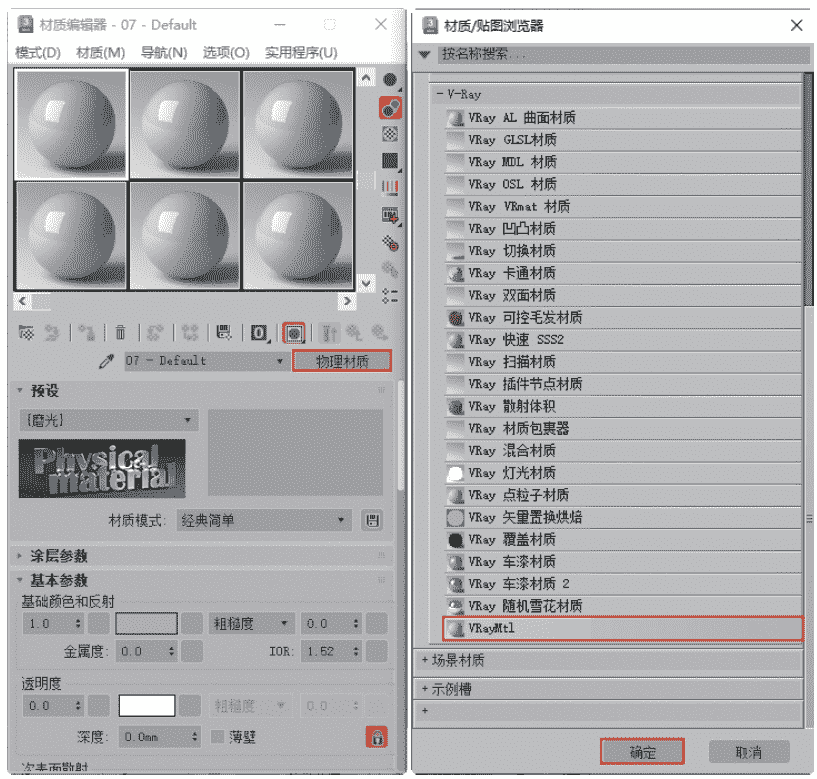 材质编辑器 - 07 - Default
模式(D) 材质(M) 导航(N) 选项(O) 实用程序(U)
07 - Default 物理材质
预设
[磨光]
Physical material
材质模式: 经典简单
涂层参数
基本参数
基础颜色和反射
1.0 粗糙度 0.0
金属度: 0.0 IOR: 1.52
透明度
0.0 粗糙度 0.0
深度: 0.0mm 薄壁
次表面散射
材质/贴图浏览器
按名称搜索...
- V-Ray
VRay AL 曲面材质
VRay GLSL材质
VRay MDL 材质
VRay OSL 材质
VRay VRmat 材质
VRay 凹凸材质
VRay 切换材质
VRay 卡通材质
VRay 双面材质
VRay 可控毛发材质
VRay 快速 SSS2
VRay 扫描材质
VRay 插件节点材质
VRay 散射体积
VRay 材质包裹器
VRay 混合材质
VRay 灯光材质
VRay 点粒子材质
VRay 矢量置换烘焙
VRay 覆盖材质
VRay 车漆材质
VRay 车漆材质 2
VRay 随机雪花材质
VRayMtl
+ 场景材质
+ 示例槽
+
确定 取消